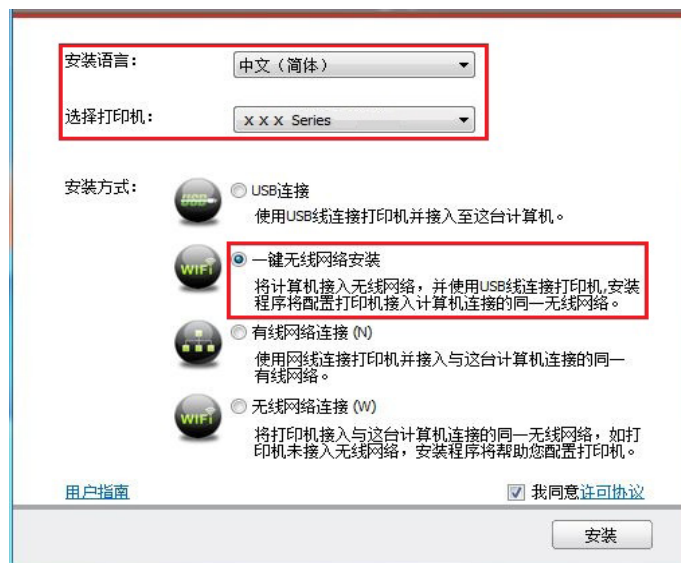 安装语言：
中文（简体）
选择打印机：
x x x Series
安装方式：
USB连接
使用USB线连接打印机并接入至这台计算机。
WiFi
一键无线网络安装
将计算机接入无线网络，并使用USB线连接打印机,安装
程序将配置打印机接入计算机连接的同一无线网络。
有线网络连接 (N)
使用网线连接打印机并接入与这台计算机连接的同一
有线网络。
WiFi
无线网络连接 (W)
将打印机接入与这台计算机连接的同一无线网络，如打
印机未接入无线网络，安装程序将帮助您配置打印机。
用户指南
我同意许可协议
安装